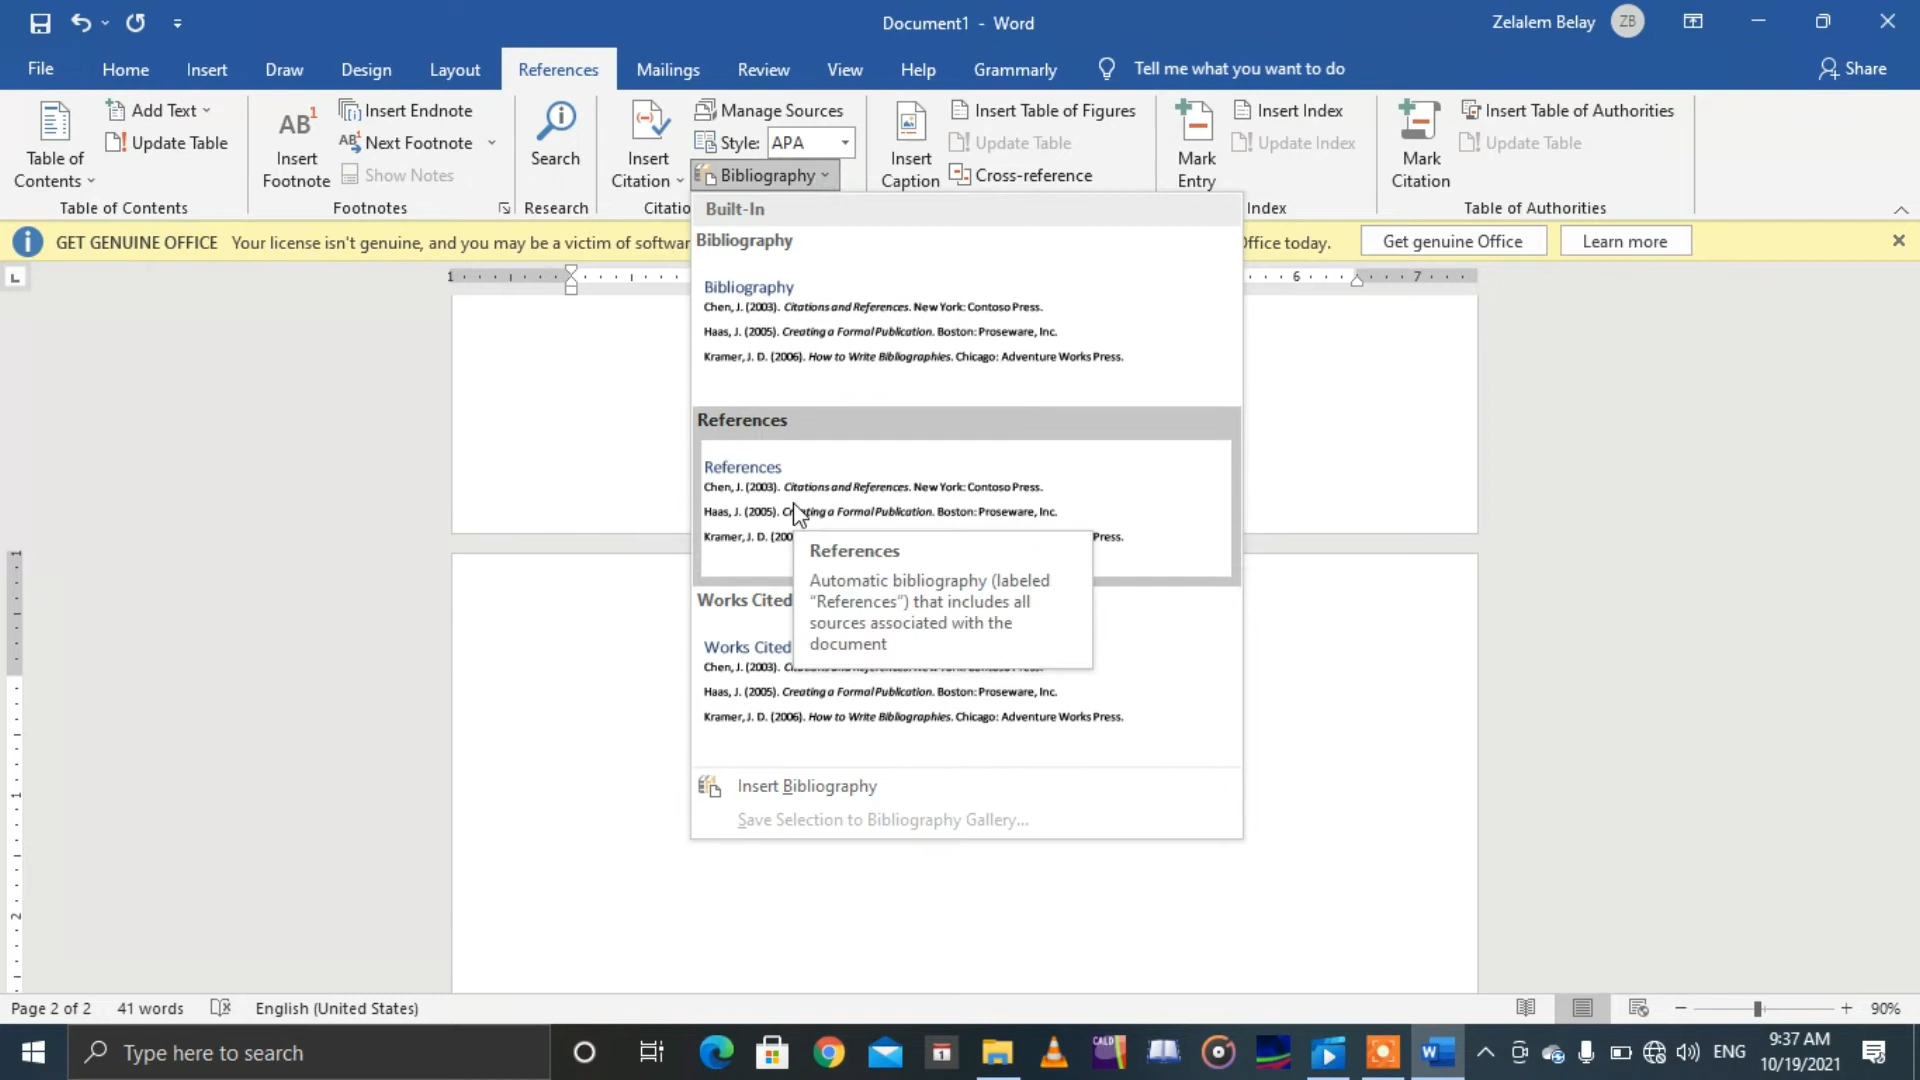 Document1 - Word
Zelalem Belay ZB
File Home Insert Draw Design Layout References Mailings Review View Help Grammarly Tell me what you want to do Share
Table of Contents
Add Text
Update Table
Table of Contents
AB1 Insert Footnote
Insert Endnote
Next Footnote
Show Notes
Footnotes
Search
Research
Insert Citation
Manage Sources
Style: APA
Bibliography
Citatio
Insert Caption
Insert Table of Figures
Update Table
Cross-reference
Mark Entry
Insert Index
Update Index
Index
Mark Citation
Insert Table of Authorities
Update Table
Table of Authorities
GET GENUINE OFFICE Your license isn't genuine, and you may be a victim of softwar
ffice today. Get genuine Office Learn more
Built-In
Bibliography
Bibliography
Chen, J. (2003). Citations and References. New York: Contoso Press.
Haas, J. (2005). Creating a Formal Publication. Boston: Proseware, Inc.
Kramer, J. D. (2006). How to Write Bibliographies. Chicago: Adventure Works Press.
References
References
Chen, J. (2003). Citations and References. New York: Contoso Press.
Haas, J. (2005). Creating a Formal Publication. Boston: Proseware, Inc.
Kramer, J. D. (200 Press.
References
Automatic bibliography (labeled
"References") that includes all
sources associated with the
document
Works Cited
Works Cited
Chen, J. (2003).
Haas, J. (2005). Creating a Formal Publication. Boston: Proseware, Inc.
Kramer, J. D. (2006). How to Write Bibliographies. Chicago: Adventure Works Press.
Insert Bibliography
Save Selection to Bibliography Gallery...
Page 2 of 2 41 words English (United States) 90%
Type here to search
CALD
ENG
9:37 AM
10/19/2021